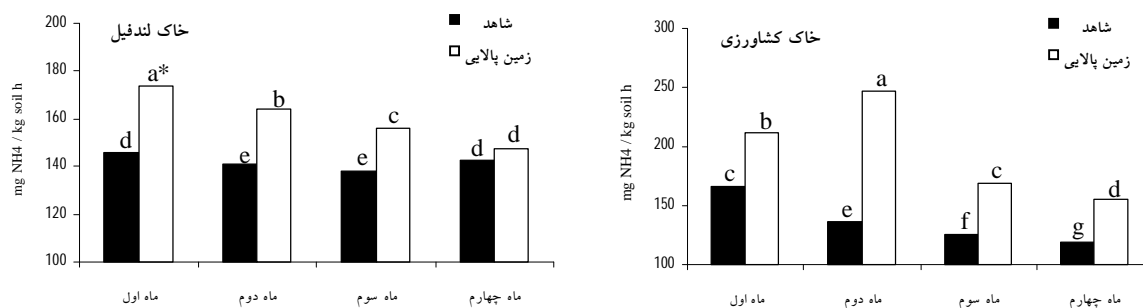 خاک لندفیل
شاهد
زمین پالایی
mg NH4 / kg soil h
200
180
160
140
120
100
a*
d
b
e
c
e
d
d
ماه اول
ماه دوم
ماه سوم
ماه چهارم
خاک کشاورزی
شاهد
زمین پالایی
mg NH4 / kg soil h
300
250
200
150
100
b
c
a
e
c
f
d
g
ماه اول
ماه دوم
ماه سوم
ماه چهارم